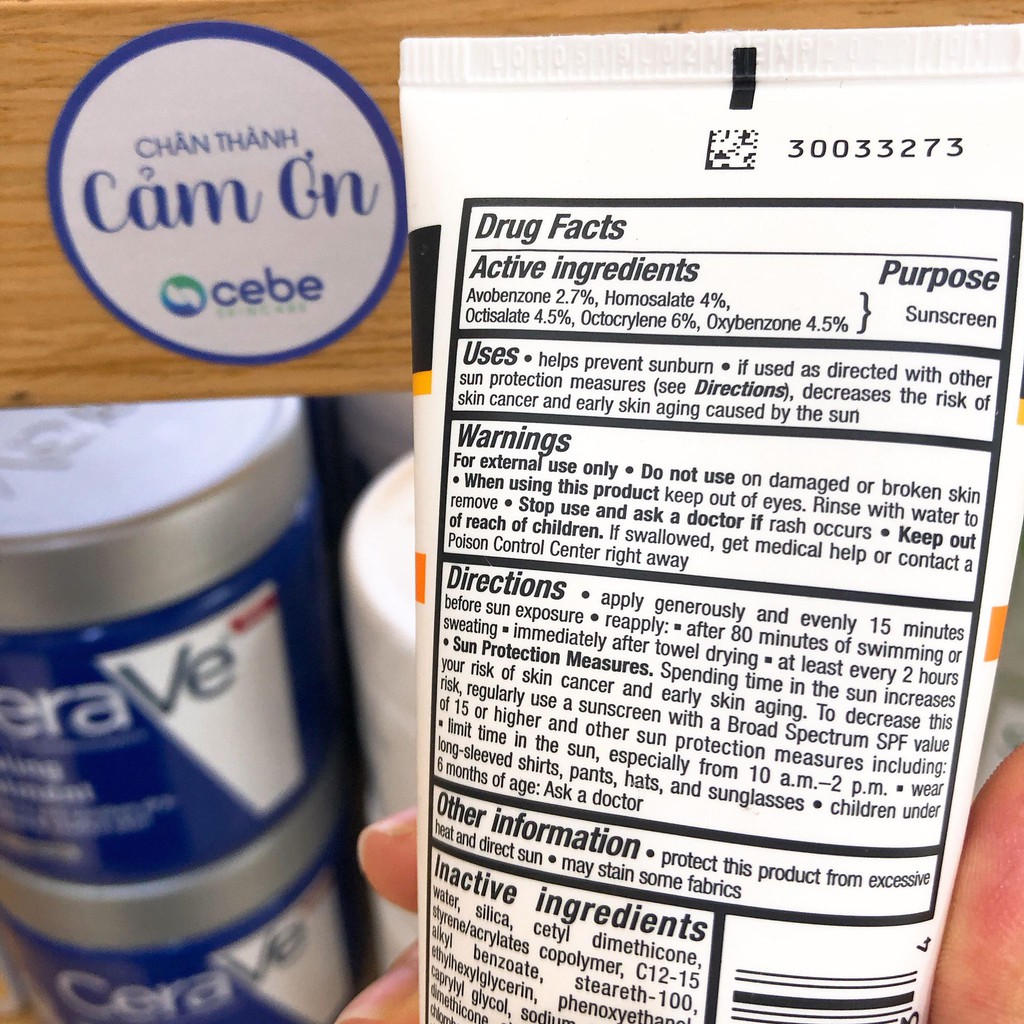 CHÂN THÀNH
Cảm Ơn
cebe
SKINCARE
30033273
Drug Facts
Active ingredients Purpose
Avobenzone 2.7%, Homosalate 4%,
Octisalate 4.5%, Octocrylene 6%, Oxybenzone 4.5% } Sunscreen
Uses • helps prevent sunburn • if used as directed with other
sun protection measures (see Directions), decreases the risk of
skin cancer and early skin aging caused by the sun
Warnings
For external use only • Do not use on damaged or broken skin
• When using this product keep out of eyes. Rinse with water to
remove • Stop use and ask a doctor if rash occurs • Keep out
of reach of children. If swallowed, get medical help or contact a
Poison Control Center right away
Directions • apply generously and evenly 15 minutes
before sun exposure • reapply: ▪ after 80 minutes of swimming or
sweating ▪ immediately after towel drying ▪ at least every 2 hours
• Sun Protection Measures. Spending time in the sun increases
your risk of skin cancer and early skin aging. To decrease this
risk, regularly use a sunscreen with a Broad Spectrum SPF value
of 15 or higher and other sun protection measures including:
▪ limit time in the sun, especially from 10 a.m.–2 p.m. ▪ wear
long-sleeved shirts, pants, hats, and sunglasses • children under
6 months of age: Ask a doctor
Other information • protect this product from excessive
heat and direct sun • may stain some fabrics
Inactive ingredients
water, silica, cetyl dimethicone,
styrene/acrylates copolymer, C12-15
alkyl benzoate, steareth-100,
ethylhexylglycerin, phenoxyethanol,
caprylyl glycol, sodium
dimethicone
4
eraVe
CeraVe